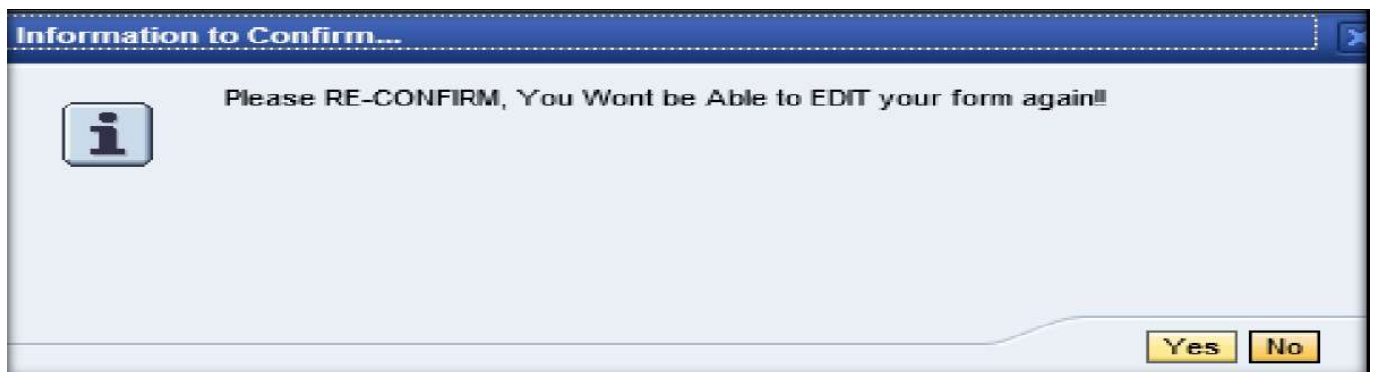 Information to Confirm...
Please RE-CONFIRM, You Wont be Able to EDIT your form again!!
Yes No